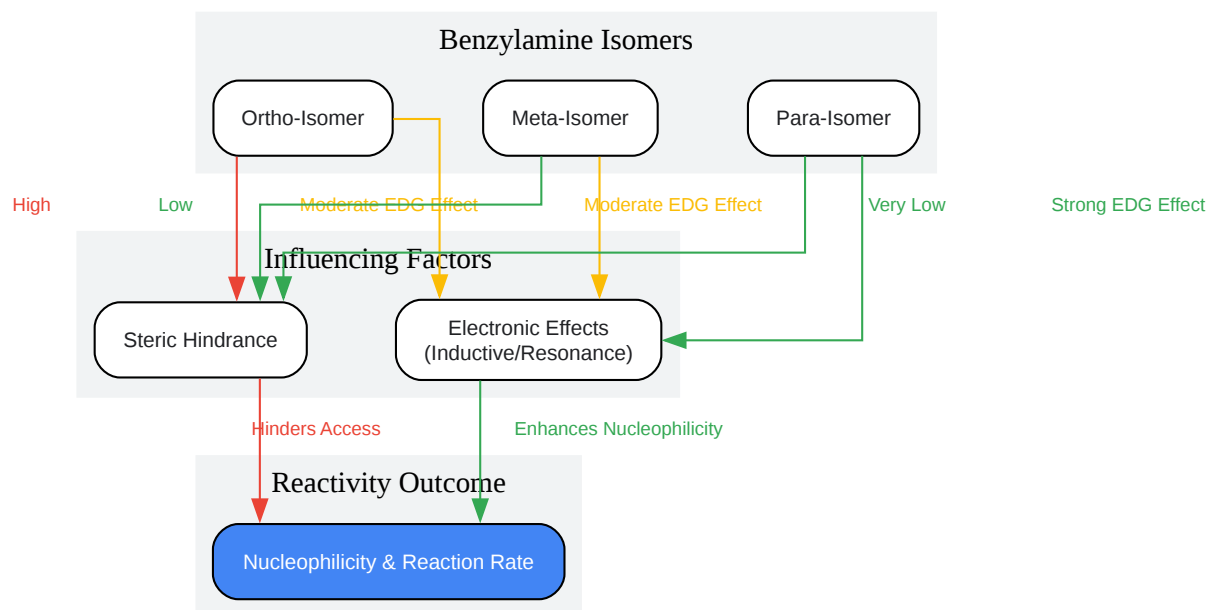 Benzylamine Isomers
Ortho-Isomer
Meta-Isomer
Para-Isomer
High
Low
Moderate EDG Effect
Moderate EDG Effect
Very Low
Strong EDG Effect
Influencing Factors
Steric Hindrance
Electronic Effects
(Inductive/Resonance)
Hinders Access
Enhances Nucleophilicity
Reactivity Outcome
Nucleophilicity & Reaction Rate